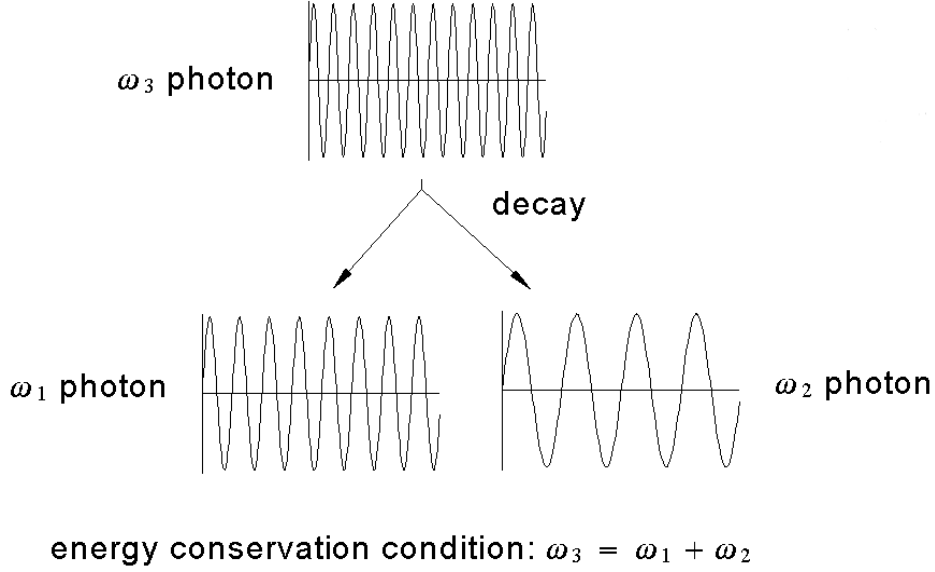 ω₃ photon
decay
ω₁ photon
ω₂ photon
energy conservation condition: ω₃ = ω₁ + ω₂